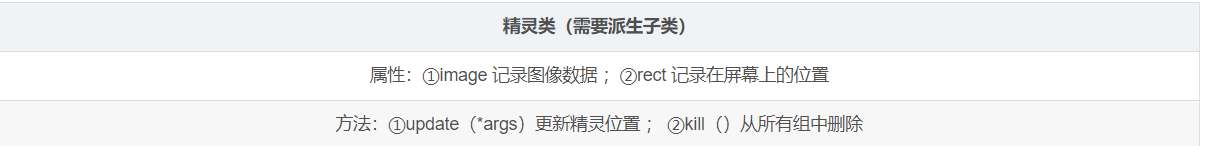 精灵类（需要派生子类）
属性：①image 记录图像数据 ；②rect 记录在屏幕上的位置
方法：①update（*args）更新精灵位置 ； ②kill（）从所有组中删除